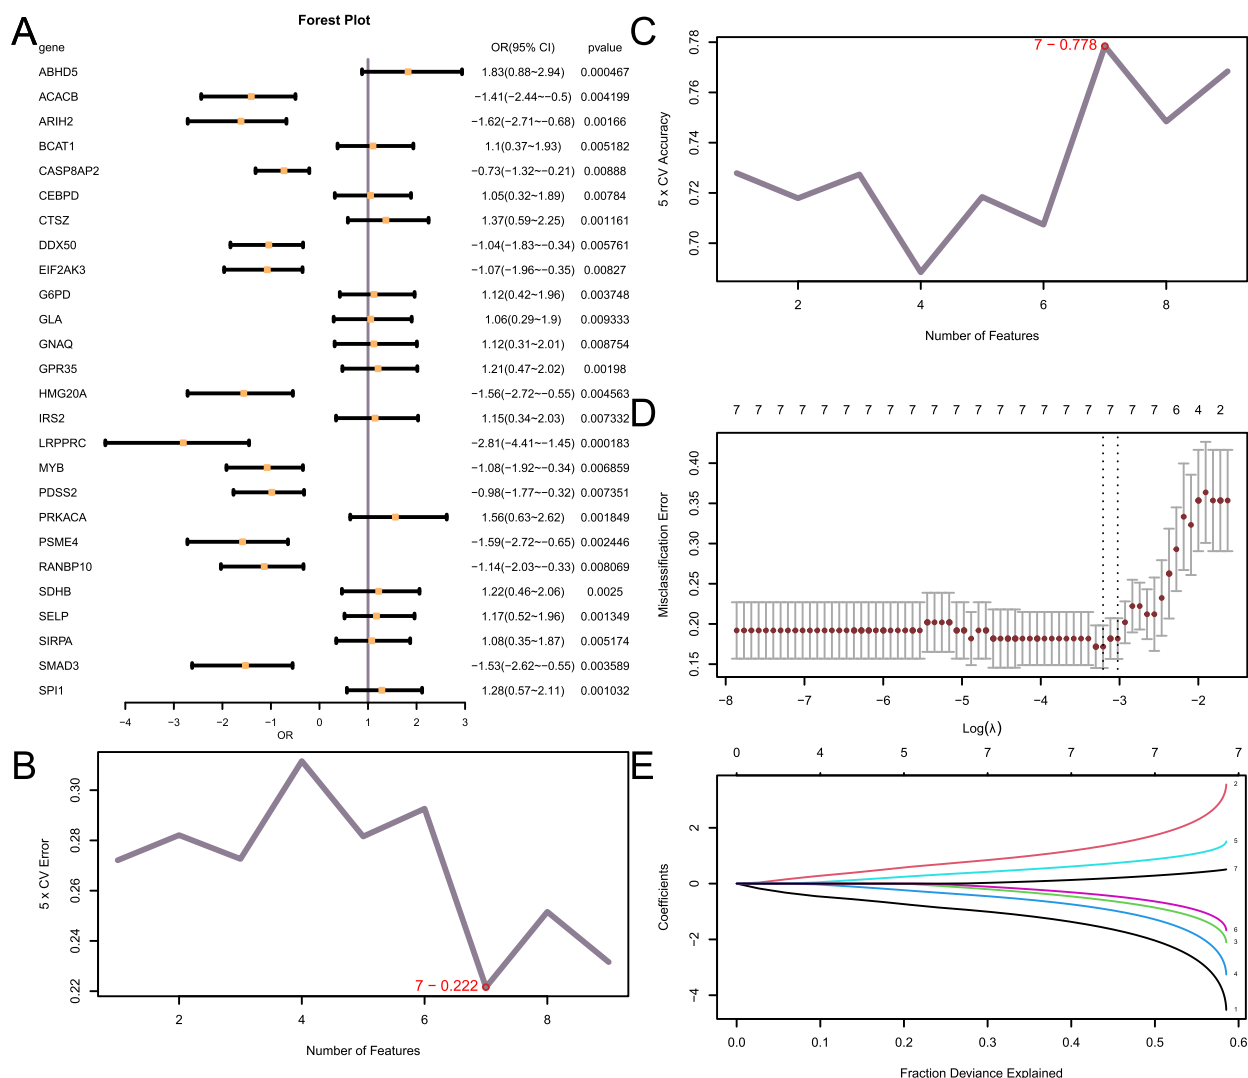 A
Forest Plot
gene OR(95% CI) pvalue
ABHD5 1.83(0.88~2.94) 0.000467
ACACB −1.41(−2.44~−0.5) 0.004199
ARIH2 −1.62(−2.71~−0.68) 0.00166
BCAT1 1.1(0.37~1.93) 0.005182
CASP8AP2 −0.73(−1.32~−0.21) 0.00888
CEBPD 1.05(0.32~1.89) 0.00784
CTSZ 1.37(0.59~2.25) 0.001161
DDX50 −1.04(−1.83~−0.34) 0.005761
EIF2AK3 −1.07(−1.96~−0.35) 0.00827
G6PD 1.12(0.42~1.96) 0.003748
GLA 1.06(0.29~1.9) 0.009333
GNAQ 1.12(0.31~2.01) 0.008754
GPR35 1.21(0.47~2.02) 0.00198
HMG20A −1.56(−2.72~−0.55) 0.004563
IRS2 1.15(0.34~2.03) 0.007332
LRPPRC −2.81(−4.41~−1.45) 0.000183
MYB −1.08(−1.92~−0.34) 0.006859
PDSS2 −0.98(−1.77~−0.32) 0.007351
PRKACA 1.56(0.63~2.62) 0.001849
PSME4 −1.59(−2.72~−0.65) 0.002446
RANBP10 −1.14(−2.03~−0.33) 0.008069
SDHB 1.22(0.46~2.06) 0.0025
SELP 1.17(0.52~1.96) 0.001349
SIRPA 1.08(0.35~1.87) 0.005174
SMAD3 −1.53(−2.62~−0.55) 0.003589
SPI1 1.28(0.57~2.11) 0.001032
−4 −3 −2 −1 0 1 2 3
OR
B
5 x CV Error
0.30
0.28
0.26
0.24
0.22
7 − 0.222
2 4 6 8
Number of Features
C
5 x CV Accuracy
0.78
0.76
0.74
0.72
0.70
7 − 0.778
2 4 6 8
Number of Features
D
7 7 7 7 7 7 7 7 7 7 7 7 7 7 7 7 7 7 7 7 6 4 2
Misclassification Error
0.40
0.35
0.30
0.25
0.20
0.15
−8 −7 −6 −5 −4 −3 −2
Log(λ)
E
0 4 5 7 7 7 7
Coefficients
2
0
−2
−4
2
5
7
6
3
4
1
0.0 0.1 0.2 0.3 0.4 0.5 0.6
Fraction Deviance Explained